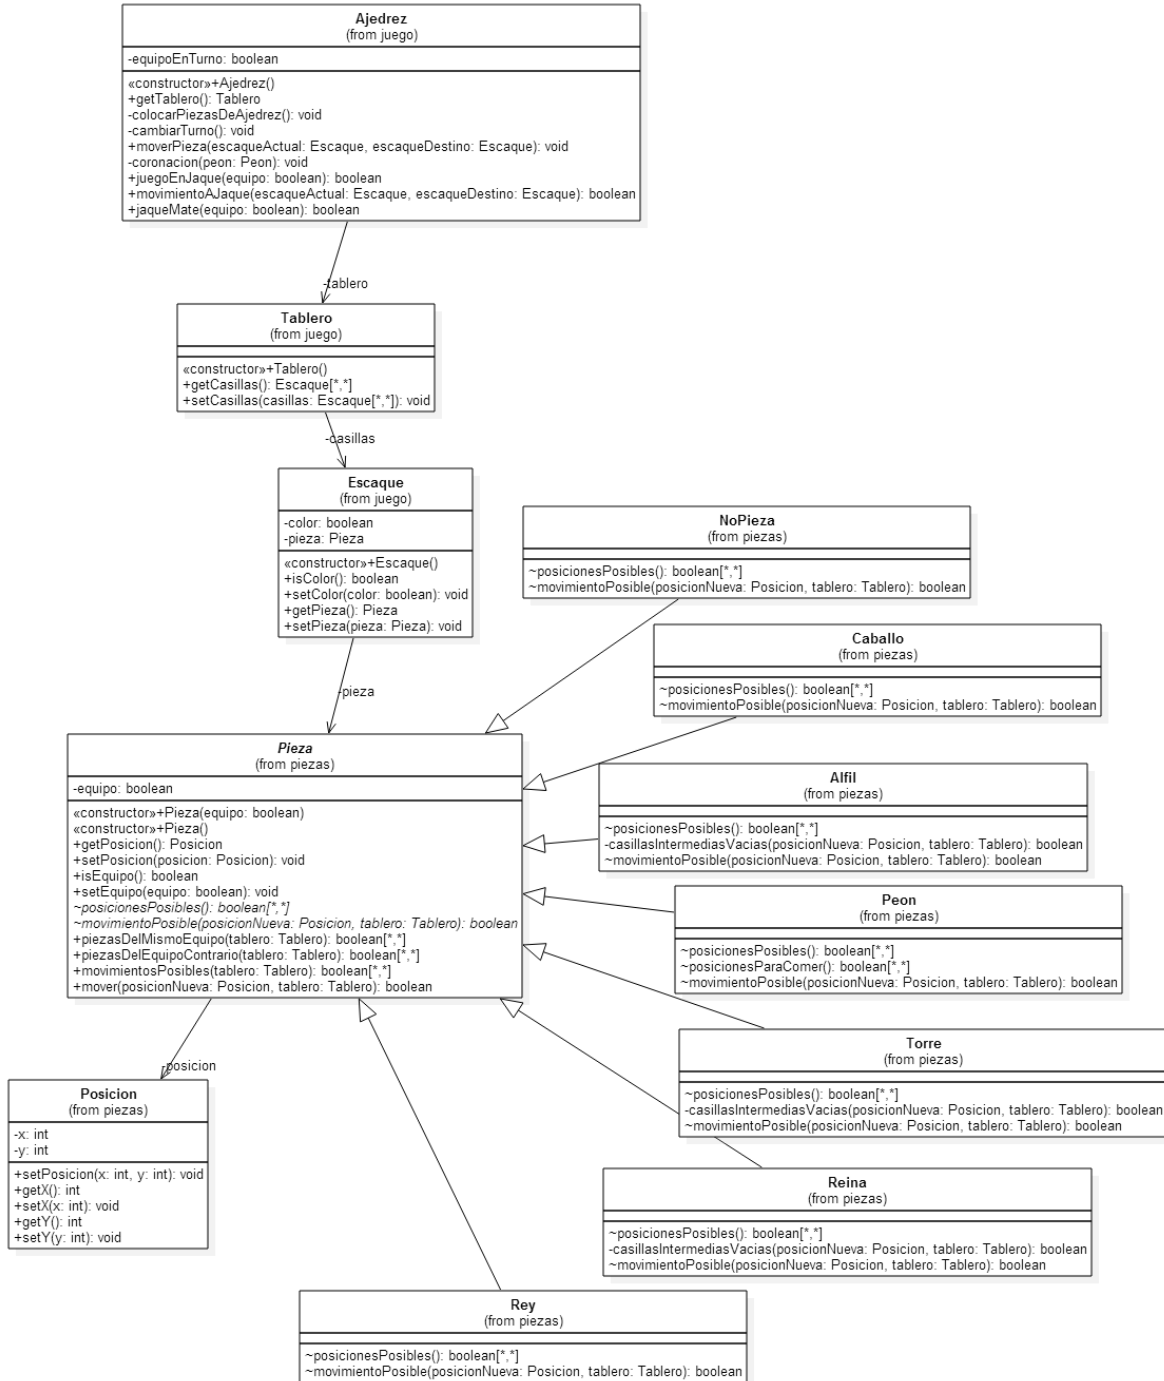 Ajedrez
(from juego)
-equipoEnTurno: boolean
«constructor»+Ajedrez()
+getTablero(): Tablero
-colocarPiezasDeAjedrez(): void
-cambiarTurno(): void
+moverPieza(escaqueActual: Escaque, escaqueDestino: Escaque): void
-coronacion(peon: Peon): void
+juegoEnJaque(equipo: boolean): boolean
+movimientoAJaque(escaqueActual: Escaque, escaqueDestino: Escaque): boolean
+jaqueMate(equipo: boolean): boolean
-tablero
Tablero
(from juego)
«constructor»+Tablero()
+getCasillas(): Escaque[*,*]
+setCasillas(casillas: Escaque[*,*]): void
-casillas
Escaque
(from juego)
-color: boolean
-pieza: Pieza
«constructor»+Escaque()
+isColor(): boolean
+setColor(color: boolean): void
+getPieza(): Pieza
+setPieza(pieza: Pieza): void
-pieza
NoPieza
(from piezas)
~posicionesPosibles(): boolean[*,*]
~movimientoPosible(posicionNueva: Posicion, tablero: Tablero): boolean
Caballo
(from piezas)
~posicionesPosibles(): boolean[*,*]
~movimientoPosible(posicionNueva: Posicion, tablero: Tablero): boolean
Pieza
(from piezas)
-equipo: boolean
«constructor»+Pieza(equipo: boolean)
«constructor»+Pieza()
+getPosicion(): Posicion
+setPosicion(posicion: Posicion): void
+isEquipo(): boolean
+setEquipo(equipo: boolean): void
~posicionesPosibles(): boolean[*,*]
~movimientoPosible(posicionNueva: Posicion, tablero: Tablero): boolean
+piezasDelMismoEquipo(tablero: Tablero): boolean[*,*]
+piezasDelEquipoContrario(tablero: Tablero): boolean[*,*]
+movimientosPosibles(tablero: Tablero): boolean[*,*]
+mover(posicionNueva: Posicion, tablero: Tablero): boolean
Alfil
(from piezas)
~posicionesPosibles(): boolean[*,*]
-casillasIntermediasVacias(posicionNueva: Posicion, tablero: Tablero): boolean
~movimientoPosible(posicionNueva: Posicion, tablero: Tablero): boolean
Peon
(from piezas)
~posicionesPosibles(): boolean[*,*]
~posicionesParaComer(): boolean[*,*]
~movimientoPosible(posicionNueva: Posicion, tablero: Tablero): boolean
Torre
(from piezas)
~posicionesPosibles(): boolean[*,*]
-casillasIntermediasVacias(posicionNueva: Posicion, tablero: Tablero): boolean
~movimientoPosible(posicionNueva: Posicion, tablero: Tablero): boolean
-posicion
Posicion
(from piezas)
-x: int
-y: int
+setPosicion(x: int, y: int): void
+getX(): int
+setX(x: int): void
+getY(): int
+setY(y: int): void
Reina
(from piezas)
~posicionesPosibles(): boolean[*,*]
-casillasIntermediasVacias(posicionNueva: Posicion, tablero: Tablero): boolean
~movimientoPosible(posicionNueva: Posicion, tablero: Tablero): boolean
Rey
(from piezas)
~posicionesPosibles(): boolean[*,*]
~movimientoPosible(posicionNueva: Posicion, tablero: Tablero): boolean